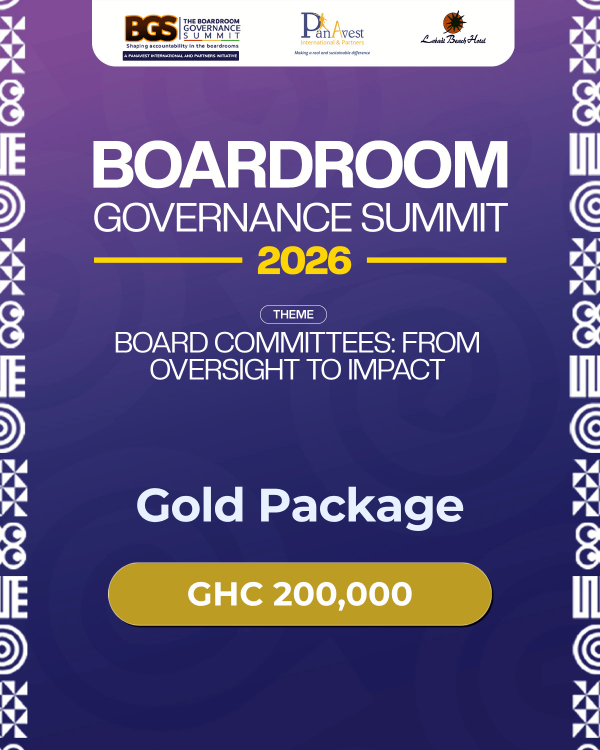 BGS
THE BOARDROOM
GOVERNANCE
SUMMIT
Shaping accountability in the boardrooms
A PANAVEST INTERNATIONAL AND PARTNERS INITIATIVE
PanAvest
International & Partners
Making a real and sustainable difference
Labadi Beach Hotel
BOARDROOM
GOVERNANCE SUMMIT
2026
THEME
BOARD COMMITTEES: FROM
OVERSIGHT TO IMPACT
Gold Package
GHC 200,000